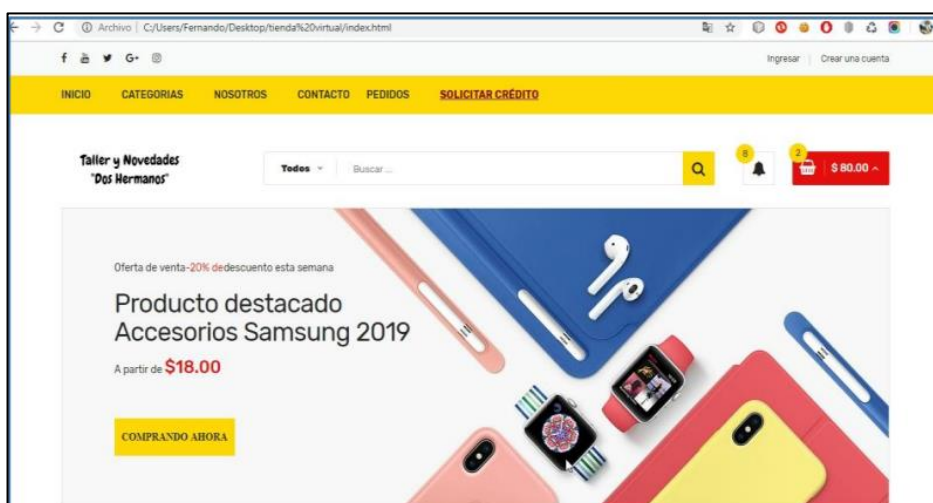 Archivo | C:/Users/Fernando/Desktop/tienda%20virtual/index.html
Ingresar | Crear una cuenta
INICIO CATEGORIAS NOSOTROS CONTACTO PEDIDOS SOLICITAR CRÉDITO
Taller y Novedades
"Dos Hermanos"
Todos
Buscar ...
8
2
$ 80.00
Oferta de venta-20% dedescuento esta semana
Producto destacado
Accesorios Samsung 2019
A partir de $18.00
COMPRANDO AHORA